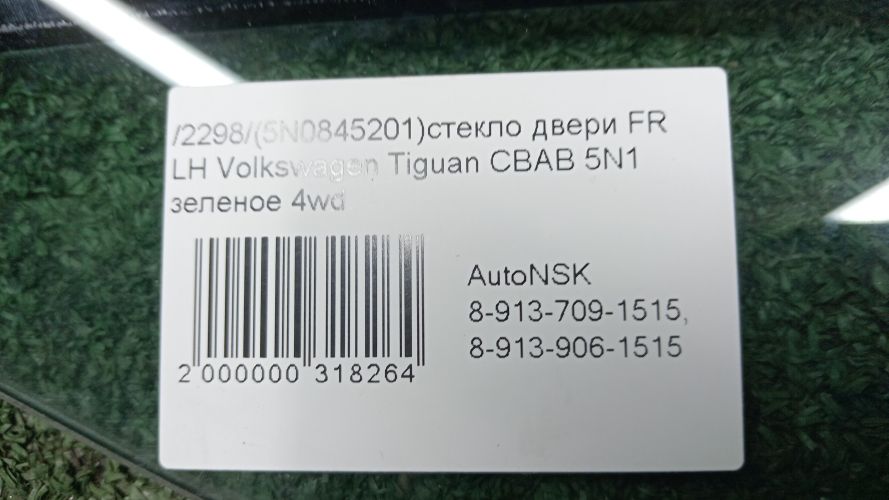 /2298/(5N0845201)стекло двери FR
LH Volkswagen Tiguan CBAB 5N1
зеленое 4wd
AutoNSK
8-913-709-1515,
8-913-906-1515
2 000000 318264